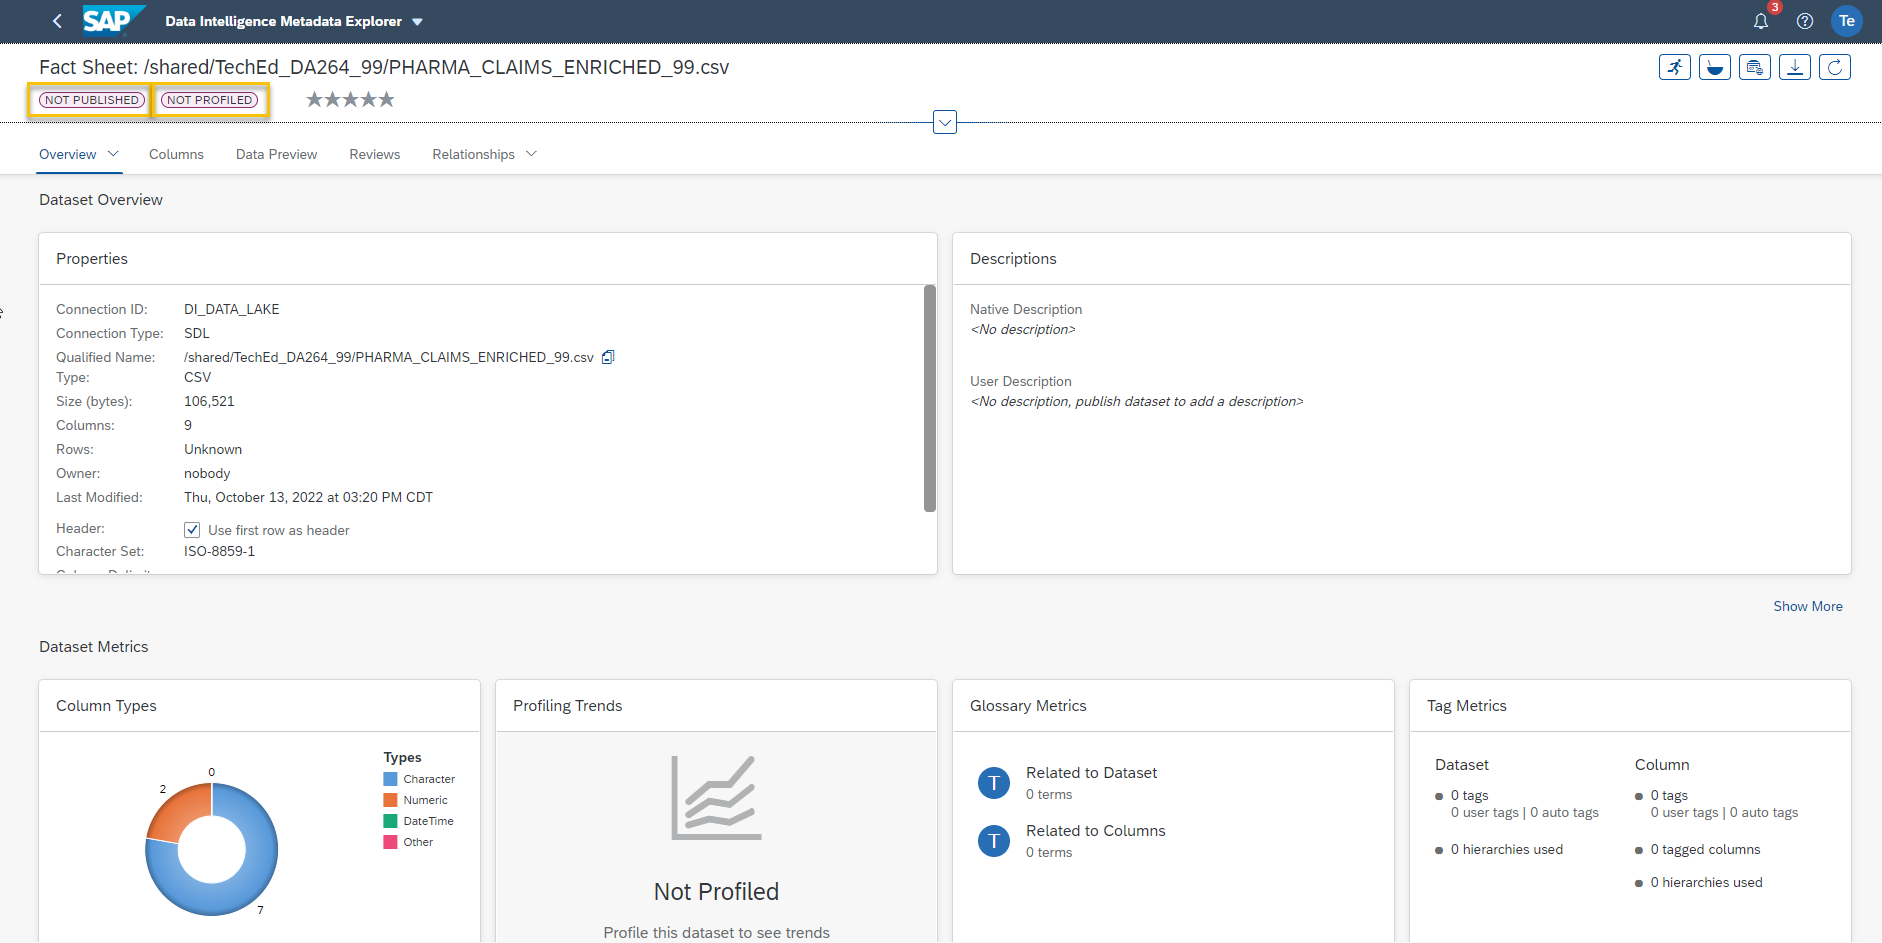 SAP Data Intelligence Metadata Explorer
3
Te
Fact Sheet: /shared/TechEd_DA264_99/PHARMA_CLAIMS_ENRICHED_99.csv
NOT PUBLISHED NOT PROFILED
Overview Columns Data Preview Reviews Relationships
Dataset Overview
Properties
Connection ID: DI_DATA_LAKE
Connection Type: SDL
Qualified Name: /shared/TechEd_DA264_99/PHARMA_CLAIMS_ENRICHED_99.csv
Type: CSV
Size (bytes): 106,521
Columns: 9
Rows: Unknown
Owner: nobody
Last Modified: Thu, October 13, 2022 at 03:20 PM CDT
Header: Use first row as header
Character Set: ISO-8859-1
Descriptions
Native Description
<No description>
User Description
<No description, publish dataset to add a description>
Show More
Dataset Metrics
Column Types
0
2
7
Types
Character
Numeric
DateTime
Other
Profiling Trends
Not Profiled
Profile this dataset to see trends
Glossary Metrics
T
Related to Dataset
0 terms
T
Related to Columns
0 terms
Tag Metrics
Dataset
0 tags
0 user tags | 0 auto tags
0 hierarchies used
Column
0 tags
0 user tags | 0 auto tags
0 tagged columns
0 hierarchies used